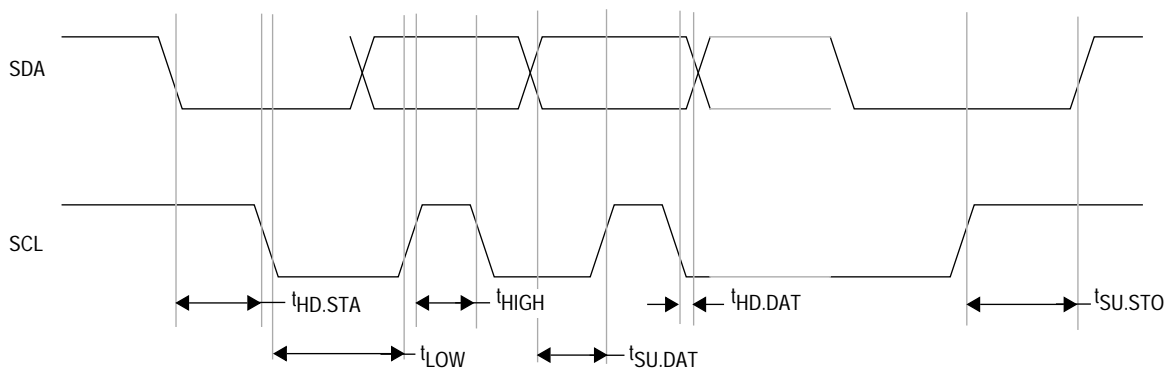 SDA
SCL
tHD.STA
tHIGH
tHD.DAT
tSU.STO
tLOW
tSU.DAT